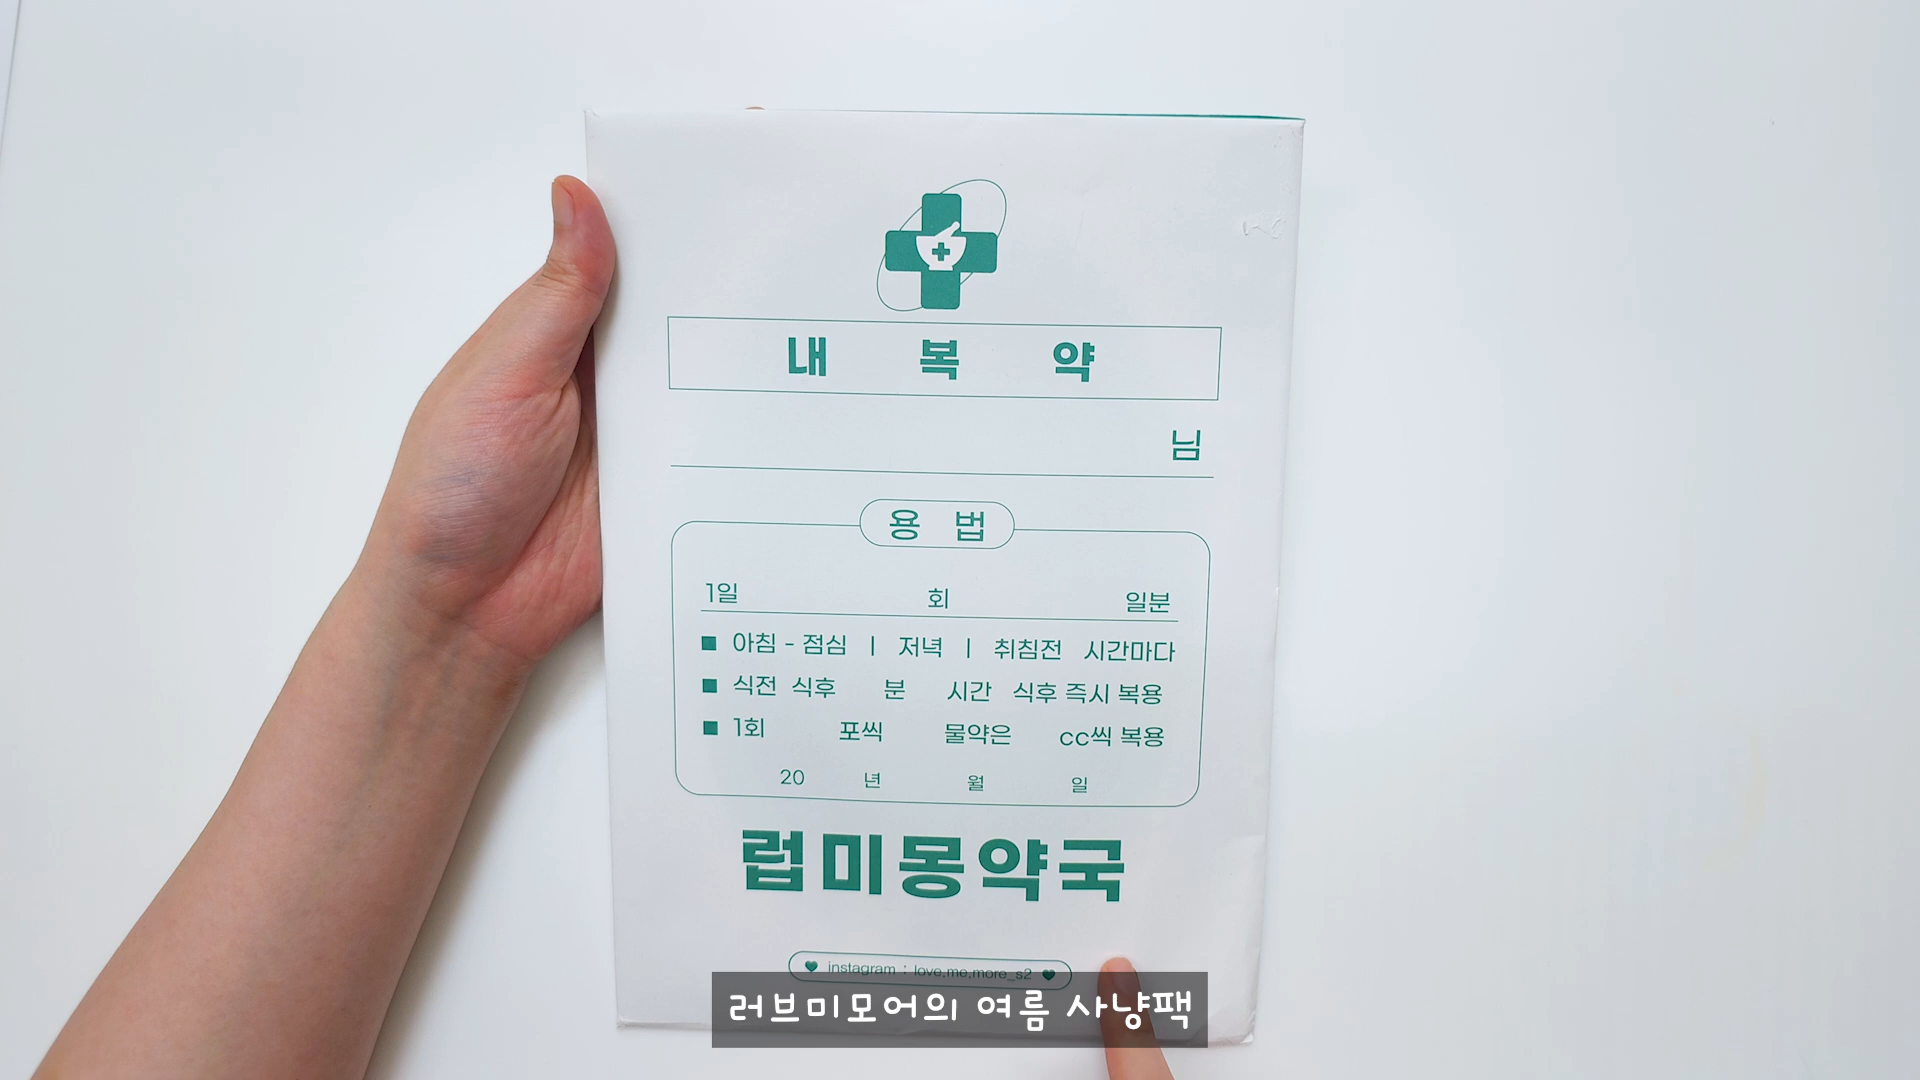 내 복 약
님
용 법
1일 회 일분
■ 아침 - 점심 | 저녁 | 취침전 시간마다
■ 식전 식후 분 시간 식후 즉시 복용
■ 1회 포씩 물약은 cc씩 복용
20 년 월 일
럽미몽약국
♥ instagram : love,me,more_s2 ♥
러브미모어의 여름 사냥팩